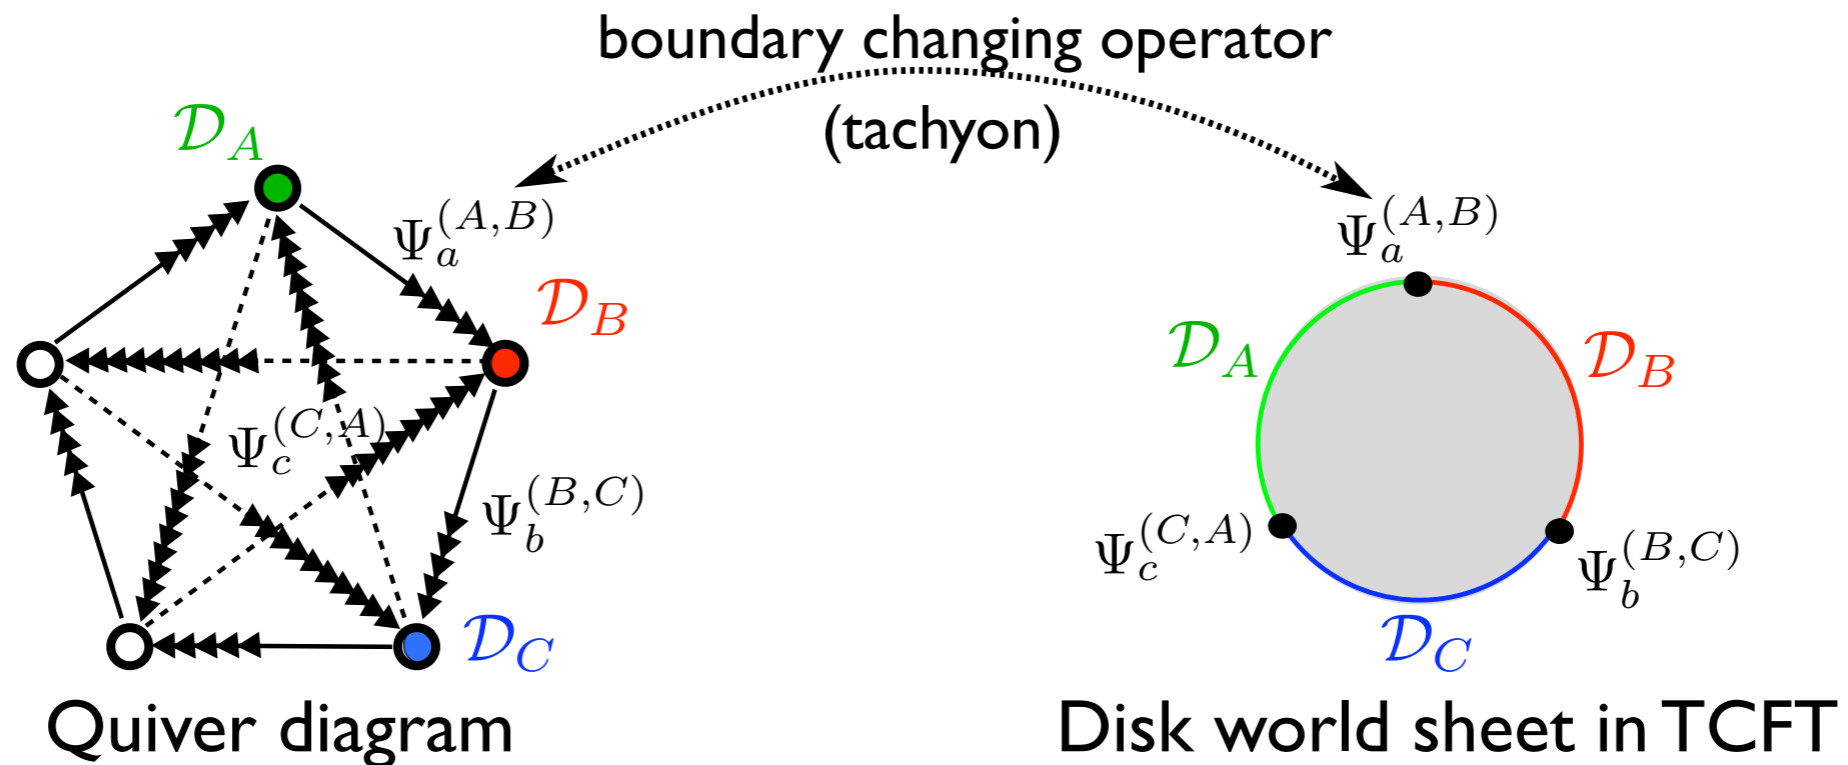 boundary changing operator
(tachyon)
𝒟_A
Ψ_a^{(A,B)}
𝒟_B
Ψ_c^{(C,A)}
Ψ_b^{(B,C)}
𝒟_C
Quiver diagram
Ψ_a^{(A,B)}
𝒟_A
𝒟_B
Ψ_c^{(C,A)}
Ψ_b^{(B,C)}
𝒟_C
Disk world sheet in TCFT